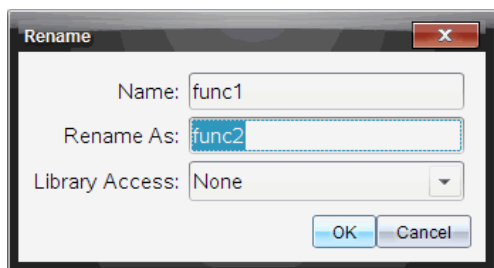 Rename
Name: func1
Rename As: func2
Library Access: None
OK Cancel